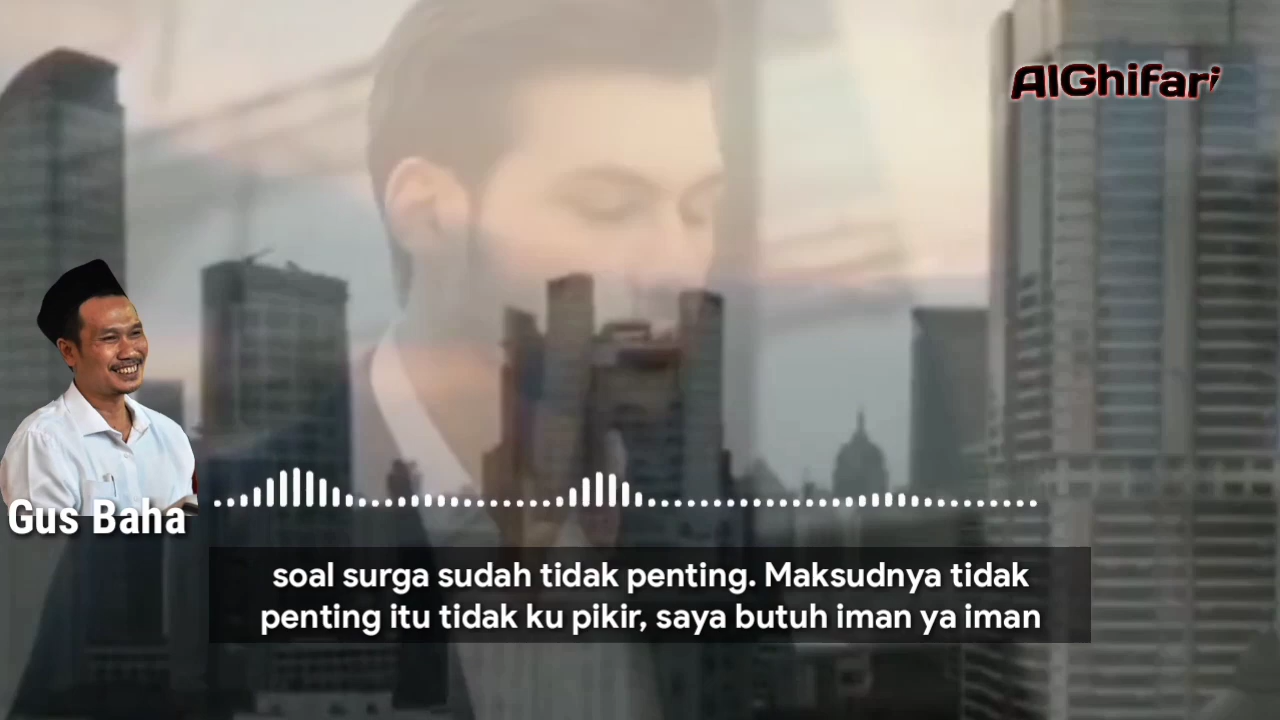 AlGhifari
Gus Baha
soal surga sudah tidak penting. Maksudnya tidak
penting itu tidak ku pikir, saya butuh iman ya iman